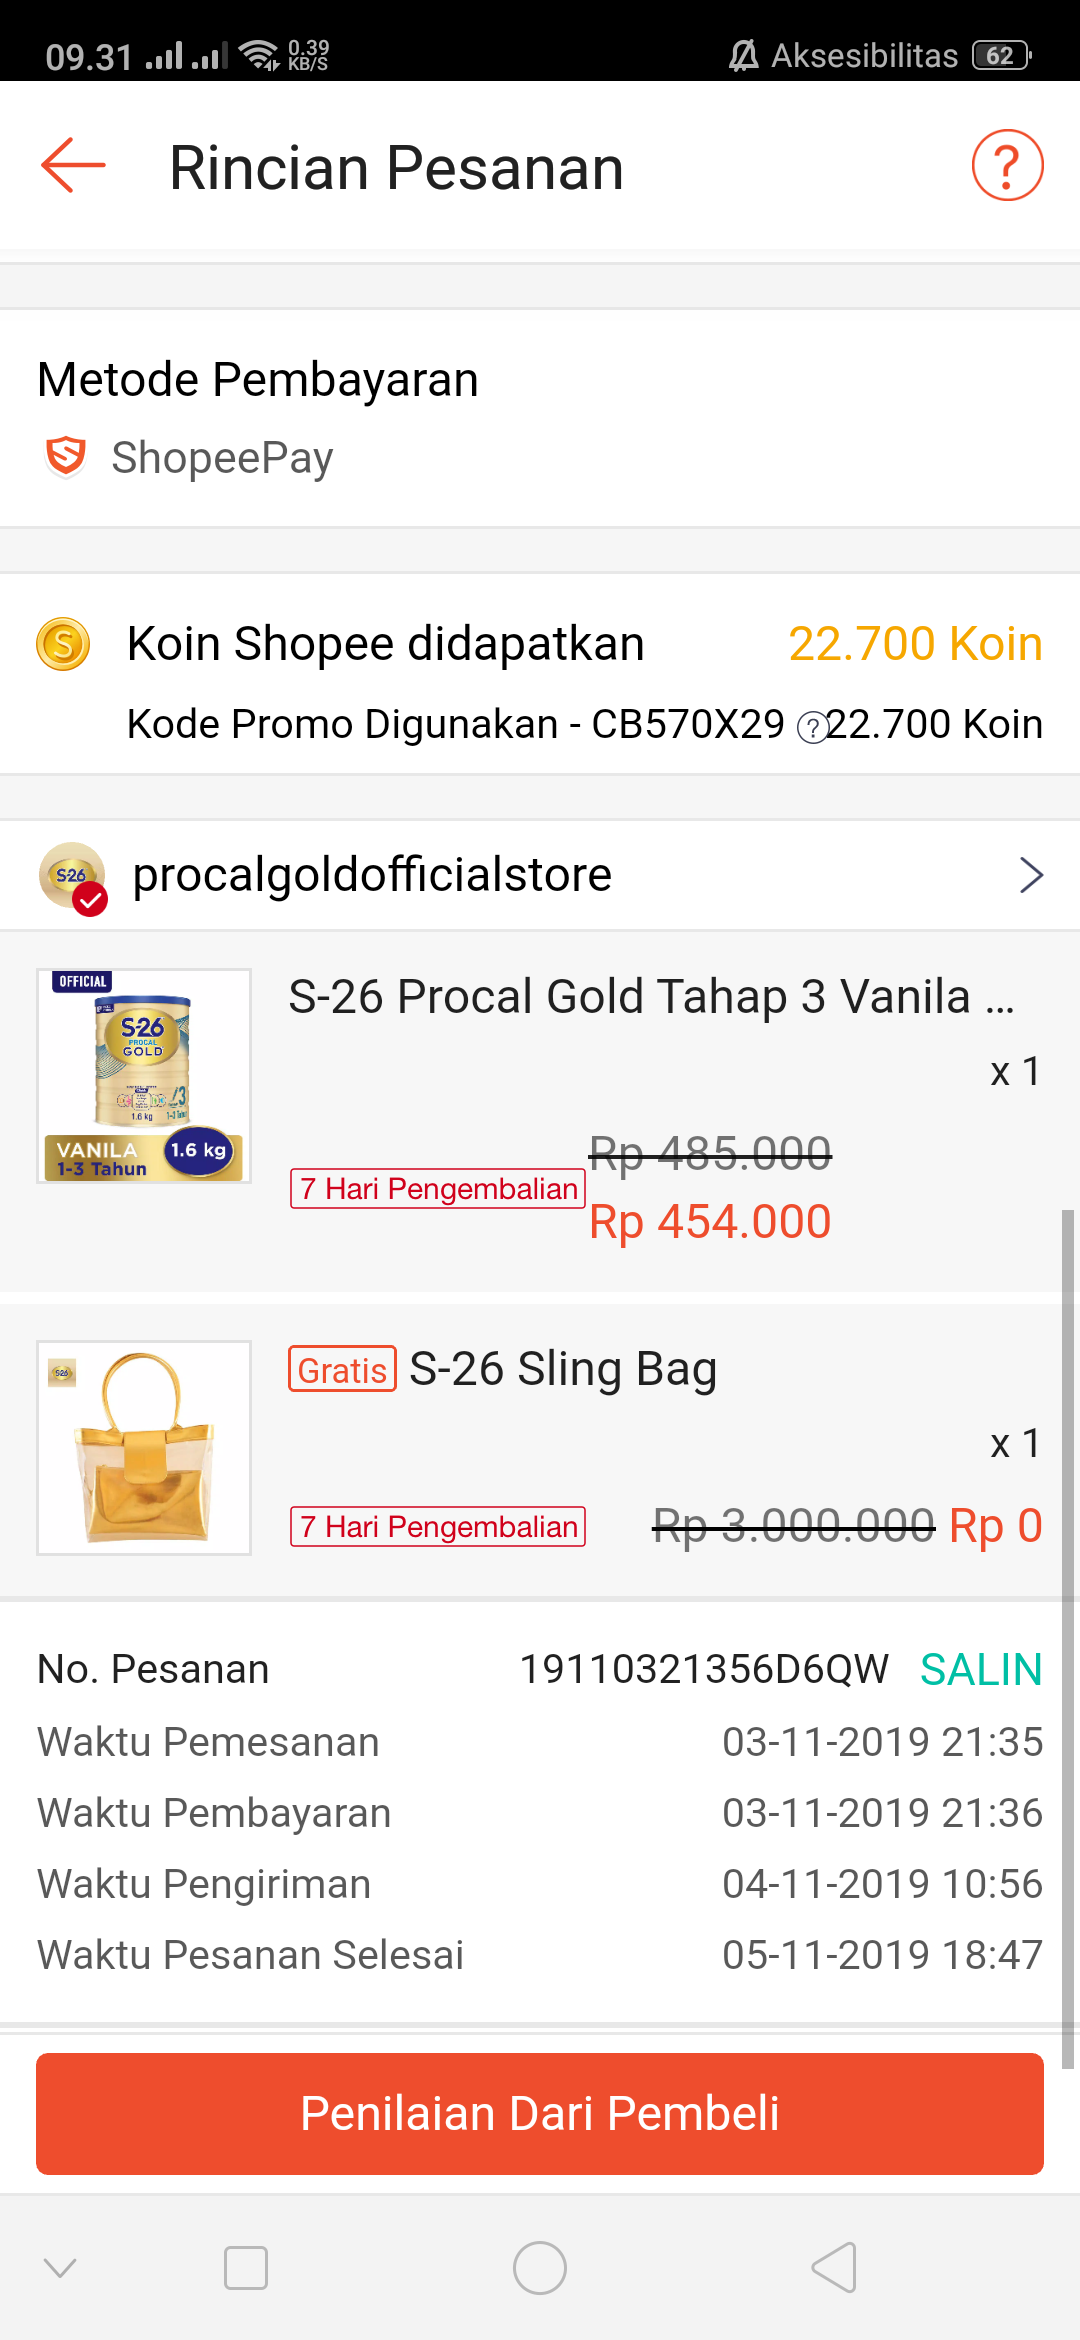 09.31
0.39
KB/S
Aksesibilitas
62
Rincian Pesanan
?
Metode Pembayaran
ShopeePay
Koin Shopee didapatkan 22.700 Koin
Kode Promo Digunakan - CB570X29 ? 22.700 Koin
procalgoldofficialstore
S-26
OFFICIAL
S-26
PROCAL
GOLD
3
1.6 kg
VANILA
1-3 Tahun
1.6 kg
S-26 Procal Gold Tahap 3 Vanila ...
x 1
Rp 485.000
7 Hari Pengembalian
Rp 454.000
S26
Gratis S-26 Sling Bag
x 1
7 Hari Pengembalian Rp 3.000.000 Rp 0
No. Pesanan 19110321356D6QW SALIN
Waktu Pemesanan 03-11-2019 21:35
Waktu Pembayaran 03-11-2019 21:36
Waktu Pengiriman 04-11-2019 10:56
Waktu Pesanan Selesai 05-11-2019 18:47
Penilaian Dari Pembeli